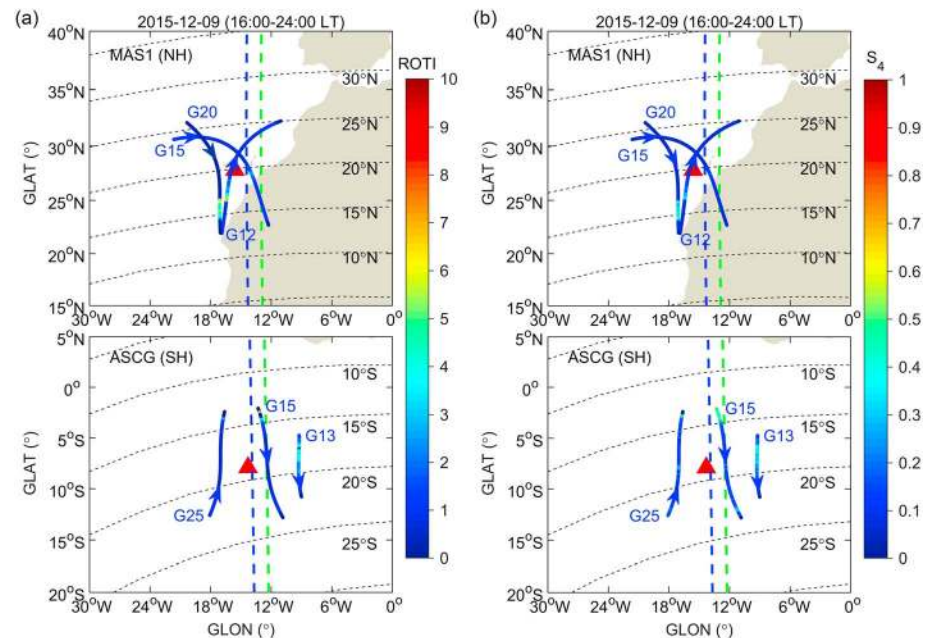 (a)
2015-12-09 (16:00-24:00 LT)
40°N
35°N
30°N
25°N
20°N
15°N
GLAT (°)
MAS1 (NH)
G20
G15
G12
30°N
25°N
20°N
15°N
10°N
30°W 24°W 18°W 12°W 6°W 0°
5°N
0°
5°S
10°S
15°S
20°S
GLAT (°)
ASCG (SH)
G15
G13
G25
10°S
15°S
20°S
25°S
30°W 24°W 18°W 12°W 6°W 0°
GLON (°)
ROTI
10
9
8
7
6
5
4
3
2
1
0
(b)
2015-12-09 (16:00-24:00 LT)
40°N
35°N
30°N
25°N
20°N
15°N
GLAT (°)
MAS1 (NH)
G20
G15
G12
30°N
25°N
20°N
15°N
10°N
30°W 24°W 18°W 12°W 6°W 0°
5°N
0°
5°S
10°S
15°S
20°S
GLAT (°)
ASCG (SH)
G15
G13
G25
10°S
15°S
20°S
25°S
30°W 24°W 18°W 12°W 6°W 0°
GLON (°)
S₄
1
0.9
0.8
0.7
0.6
0.5
0.4
0.3
0.2
0.1
0